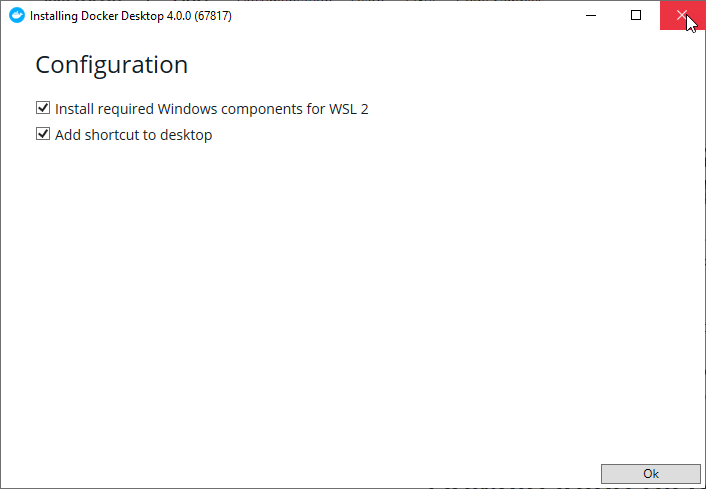 Installing Docker Desktop 4.0.0 (67817)
Configuration
Install required Windows components for WSL 2
Add shortcut to desktop
Ok